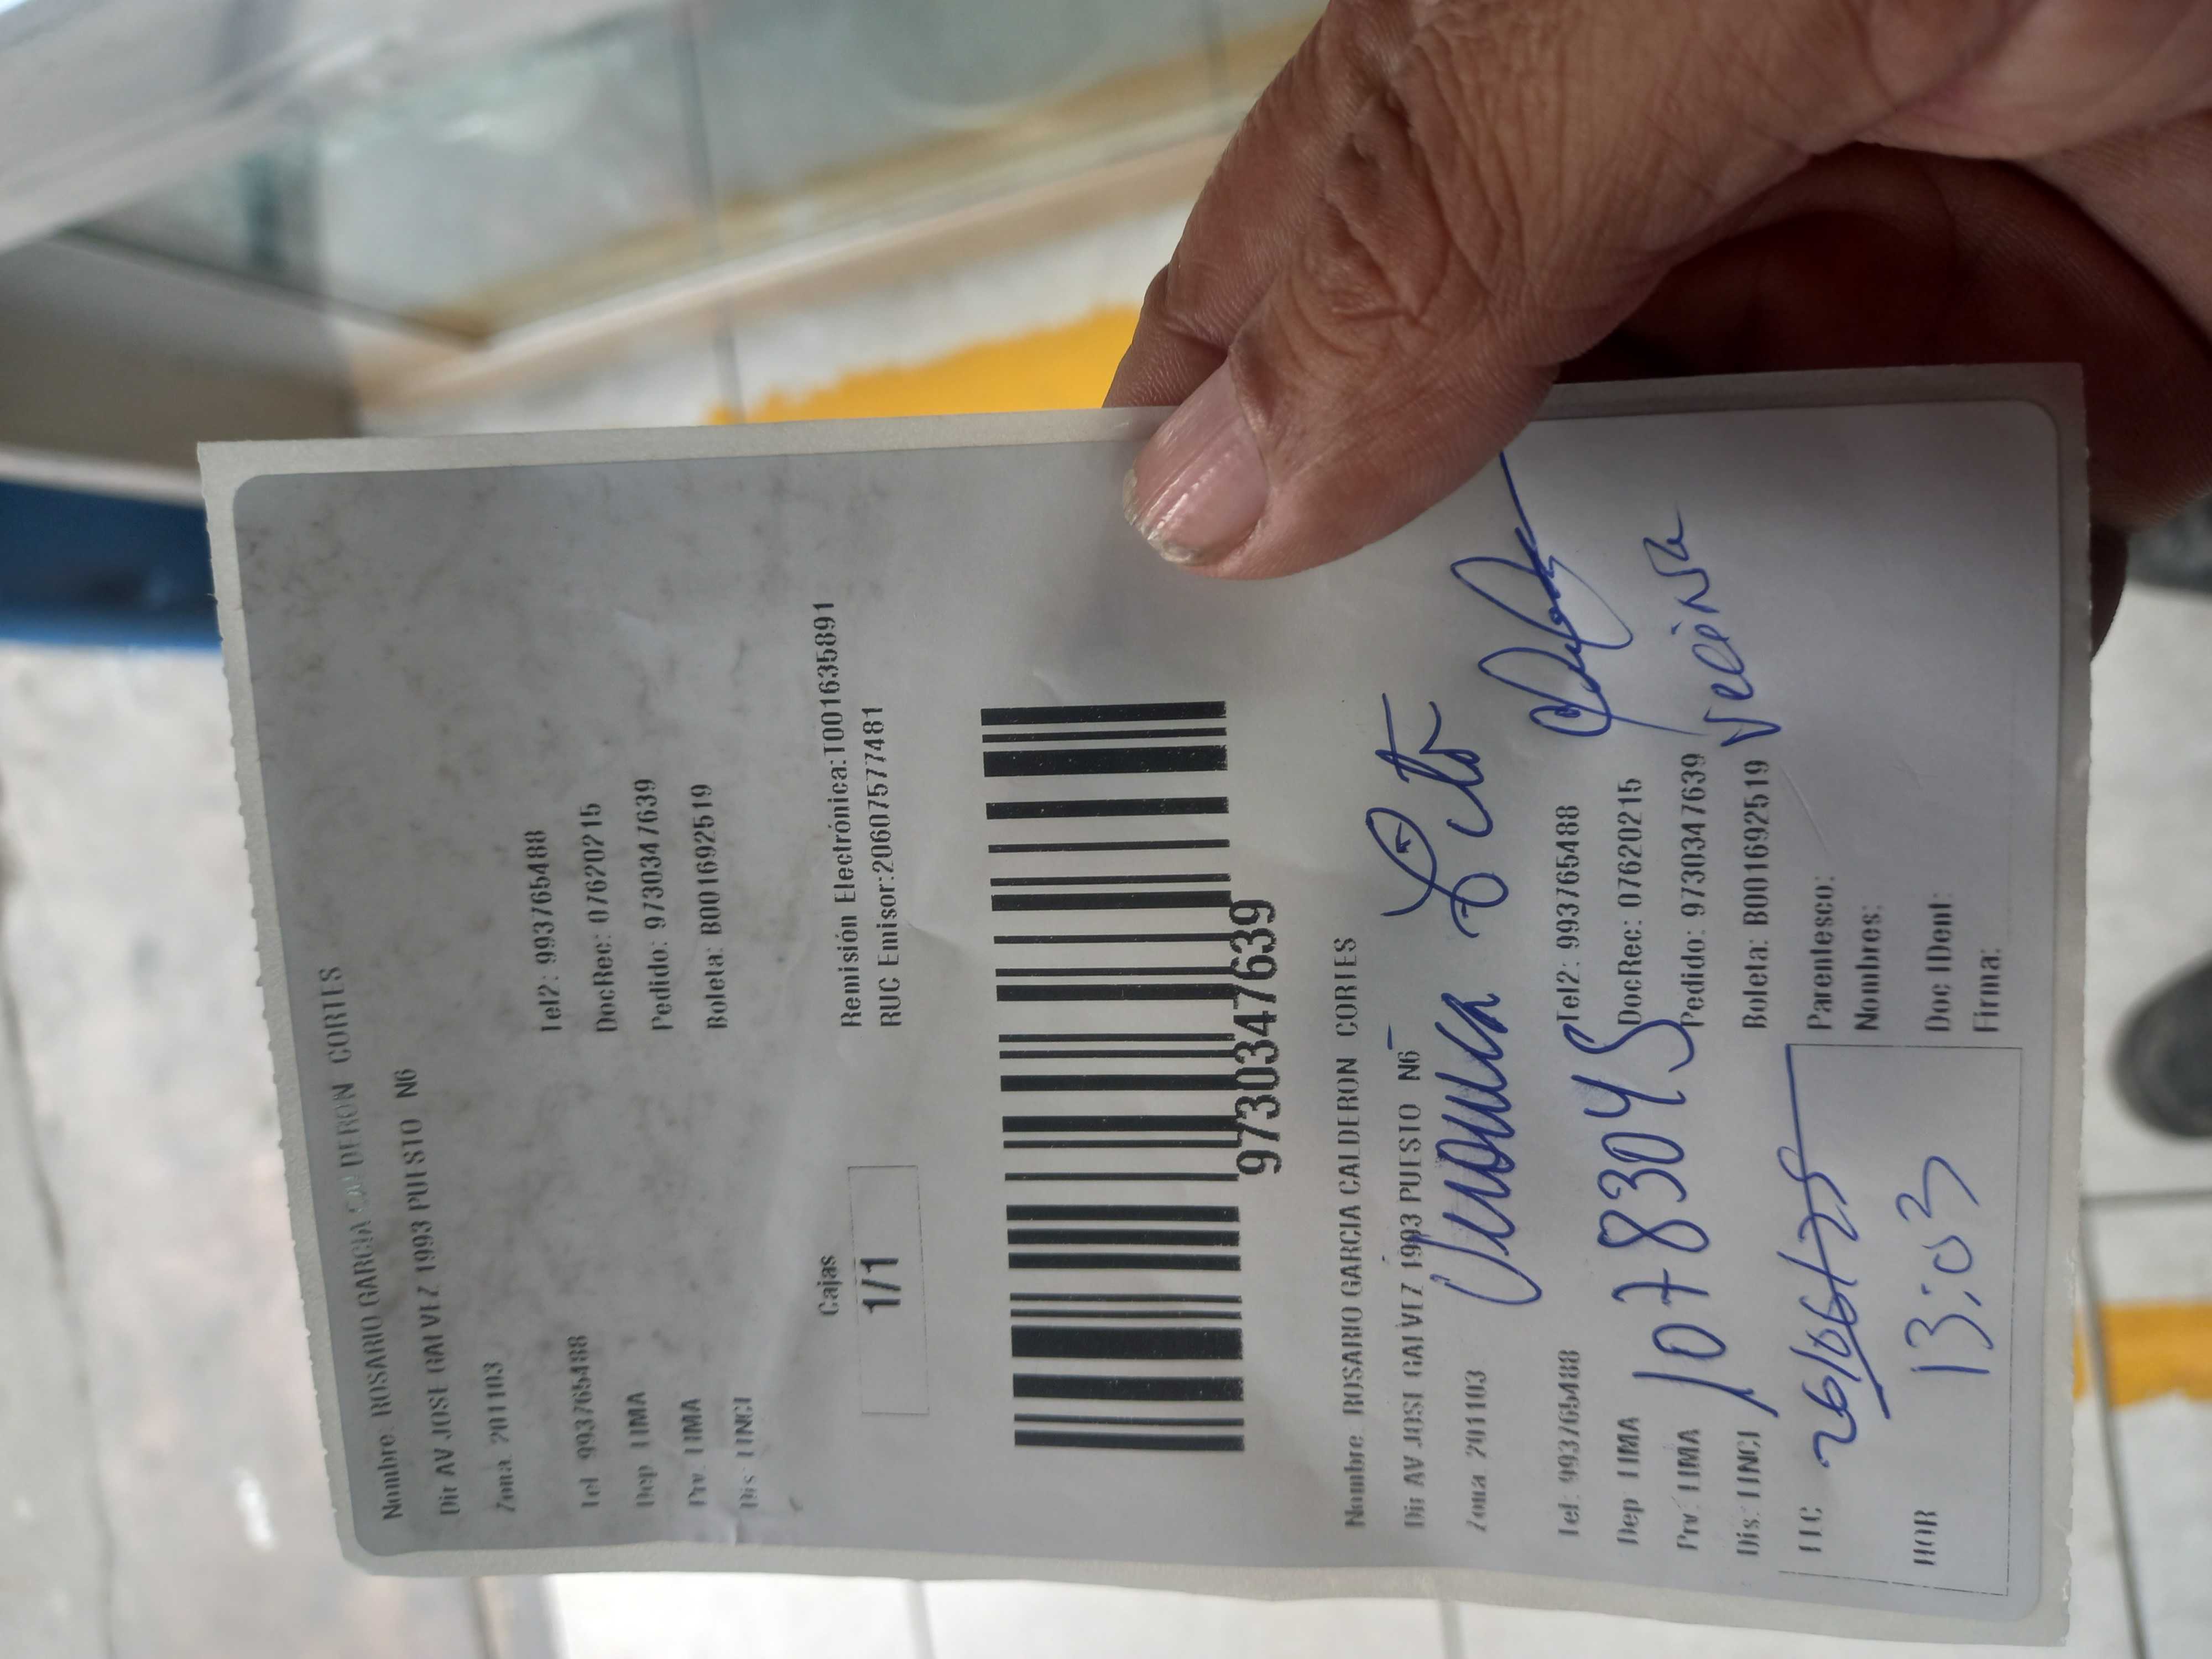 Nombre: ROSARIO GARCIA CALDERON CORTES
Dir AV JOSE GALVEZ 1993 PUESTO N6
Zona 201103
Tel 993765488 Tel2: 993765488
Dep LIMA DocRec: 07620215
Prv: LIMA Pedido: 9730347639
Dis: LINCE Boleta: B001692519
Cajas
1/1
Remisión Electrónica:T001635891
RUC Emisor:20607577481
9730347639
Nombre: ROSARIO GARCIA CALDERON CORTES
Dir AV JOSE GALVEZ 1993 PUESTO N6
Zona 201103
Tel: 993765488 Tel2: 993765488
Dep LIMA DocRec: 07620215
10783045
Prv: LIMA Pedido: 9730347639
Vecina
Dis: LINCE Boleta: B001692519
26/06/25
Parentesco:
Nombres:
HOR 13:03
Doc IDent:
Firma: